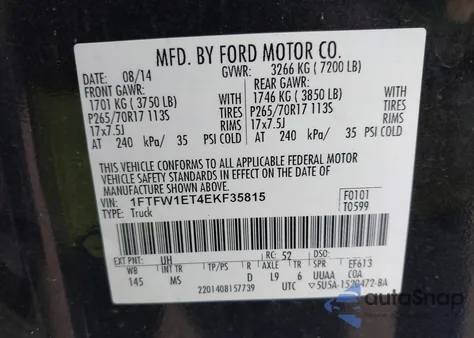 MFD. BY FORD MOTOR CO.
DATE: 08/14 GVWR: 3266 KG ( 7200 LB)
FRONT GAWR: REAR GAWR:
1701 KG ( 3750 LB) 1746 KG ( 3850 LB)
P265/70R17 113S TIRES P265/70R17 113S TIRES
17x7.5J RIMS 17x7.5J RIMS
AT 240 kPa/ 35 PSI COLD AT 240 kPa/ 35 PSI COLD
THIS VEHICLE CONFORMS TO ALL APPLICABLE FEDERAL MOTOR
VEHICLE SAFETY STANDARDS IN EFFECT ON THE DATE OF
MANUFACTURE SHOWN ABOVE.
VIN: 1FTFW1ET4EKF35815 F0101
TYPE: Truck T0599
EXT PNT: UH RC: 52 DSO:
WB INT TR TP/PS R AXLE TR SPR EF613
145 MS D L9 6 UUAA COA
2201408157739 UTC 5U5A-1520472-BA
AutoSnap